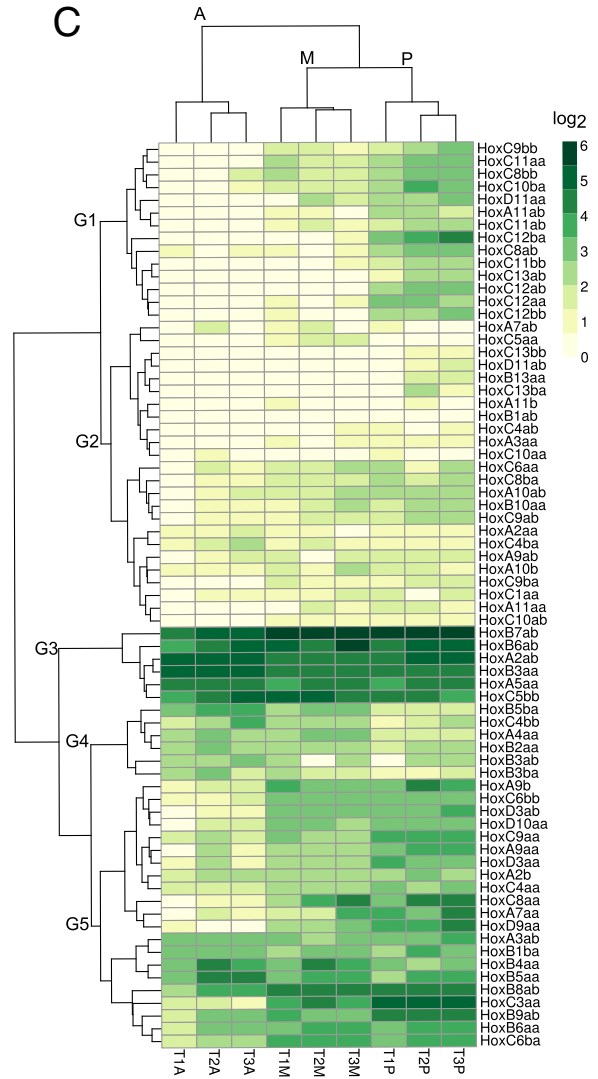 C
A
M
P
log2
6
5
4
3
2
1
0
G1
G2
G3
G4
G5
HoxC9bb
HoxC11aa
HoxC8bb
HoxC10ba
HoxD11aa
HoxA11ab
HoxC11ab
HoxC12ba
HoxC8ab
HoxC11bb
HoxC13ab
HoxC12ab
HoxC12aa
HoxC12bb
HoxA7ab
HoxC5aa
HoxC13bb
HoxD11ab
HoxB13aa
HoxC13ba
HoxA11b
HoxB1ab
HoxC4ab
HoxA3aa
HoxC10aa
HoxC6aa
HoxC8ba
HoxA10ab
HoxB10aa
HoxC9ab
HoxA2aa
HoxC4ba
HoxA9ab
HoxA10b
HoxC9ba
HoxC1aa
HoxA11aa
HoxC10ab
HoxB7ab
HoxB6ab
HoxA2ab
HoxB3aa
HoxA5aa
HoxC5bb
HoxB5ba
HoxC4bb
HoxA4aa
HoxB2aa
HoxB3ab
HoxB3ba
HoxA9b
HoxC6bb
HoxD3ab
HoxD10aa
HoxC9aa
HoxA9aa
HoxD3aa
HoxA2b
HoxC4aa
HoxC8aa
HoxA7aa
HoxD9aa
HoxA3ab
HoxB1ba
HoxB4aa
HoxB5aa
HoxB8ab
HoxC3aa
HoxB9ab
HoxB6aa
HoxC6ba
T1A
T2A
T3A
T1M
T2M
T3M
T1P
T2P
T3P